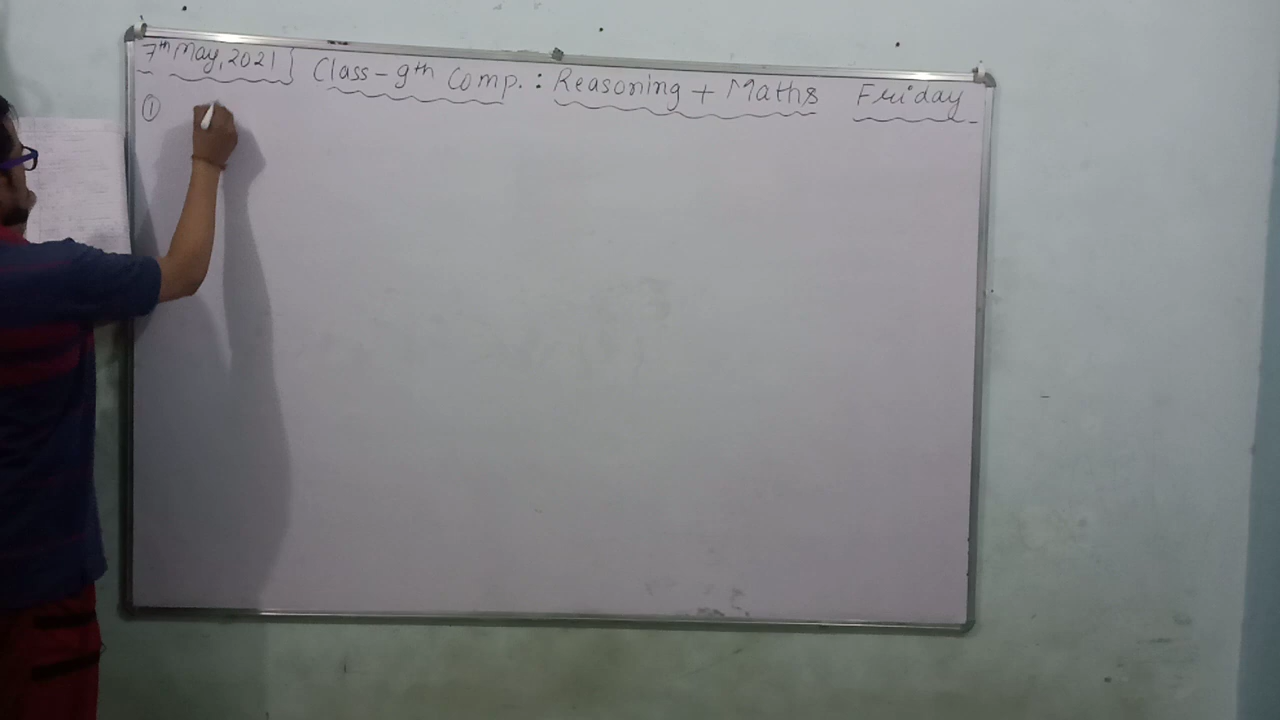 7th May, 2021 } Class - 9th Comp. : Reasoning + Maths Friday
①